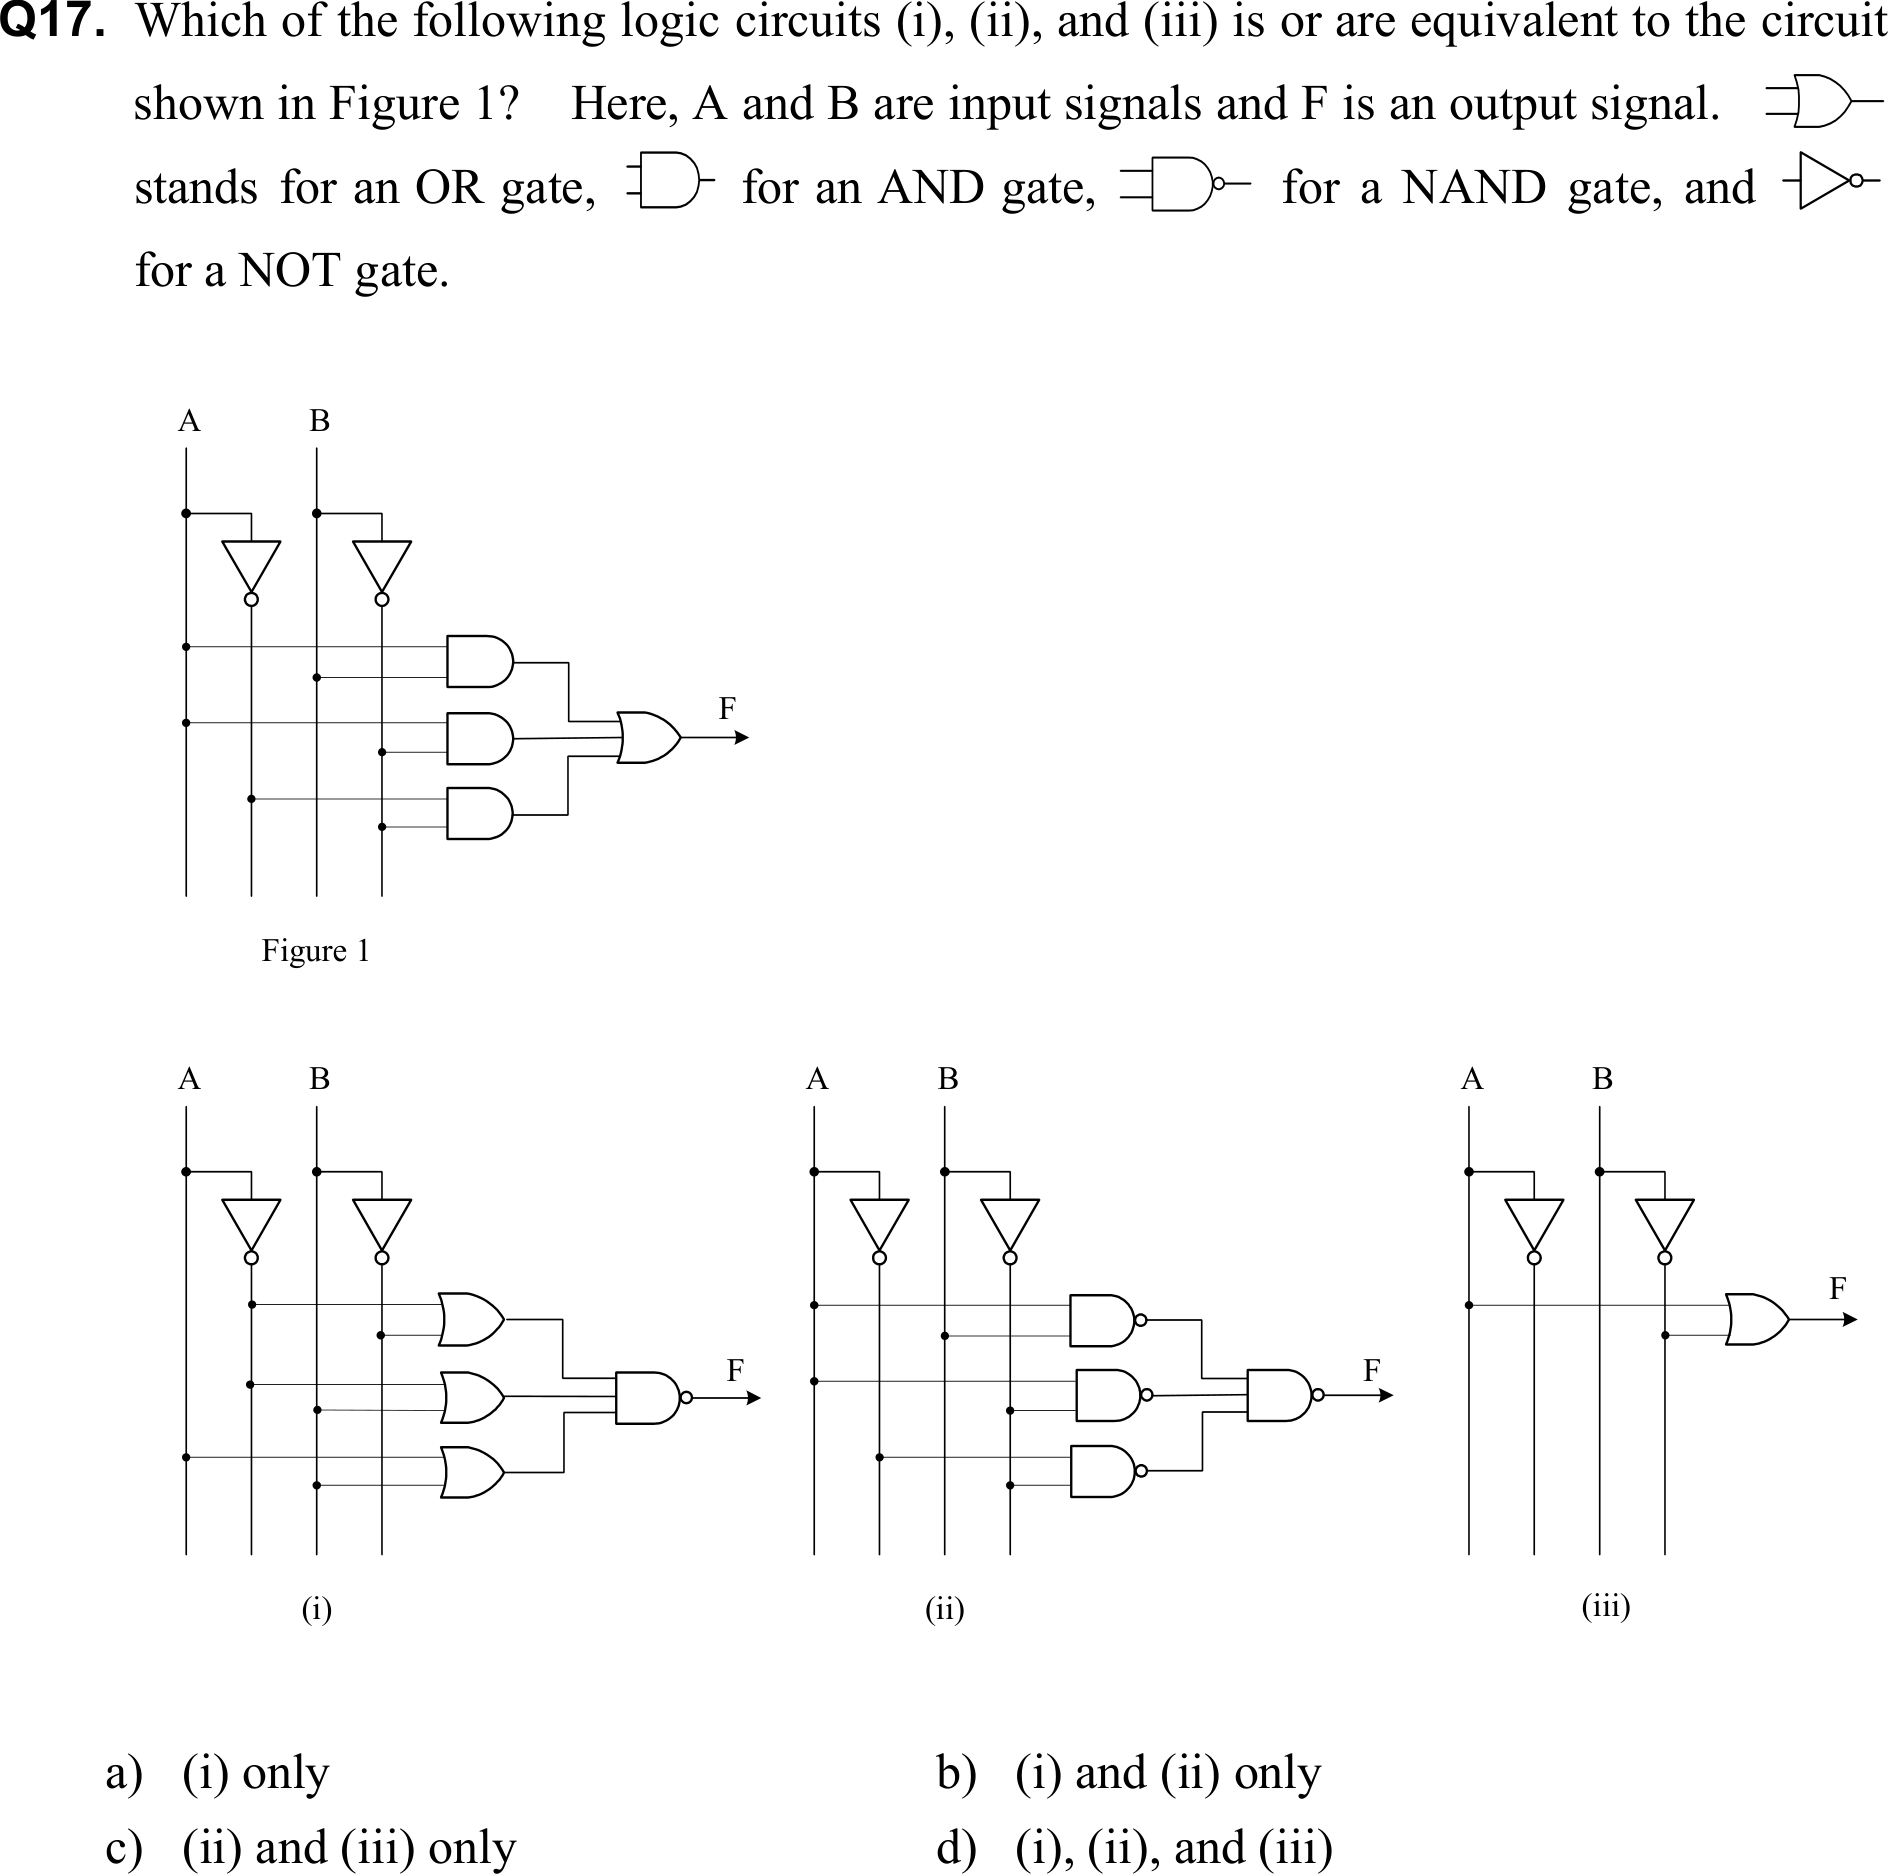 Q17. Which of the following logic circuits (i), (ii), and (iii) is or are equivalent to the circuit
shown in Figure 1? Here, A and B are input signals and F is an output signal.
stands for an OR gate, for an AND gate, for a NAND gate, and
for a NOT gate.
A B
F
Figure 1
A B A B A B
F F F
(i) (ii) (iii)
a) (i) only b) (i) and (ii) only
c) (ii) and (iii) only d) (i), (ii), and (iii)